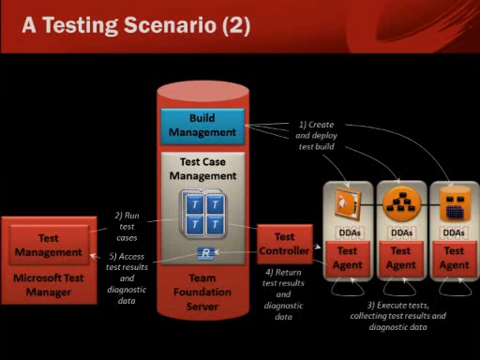 A Testing Scenario (2)
Build
Management
1) Create
and deploy
test build
Test Case
Management
T T
T T
R
2) Run
test
cases
Test
Management
Microsoft Test
Manager
5) Access
test results
and
diagnostic
data
Team
Foundation
Server
Test
Controller
4) Return
test results
and
diagnostic
data
DDAs DDAs DDAs
Test
Agent
Test
Agent
Test
Agent
3) Execute tests,
collecting test results and
diagnostic data